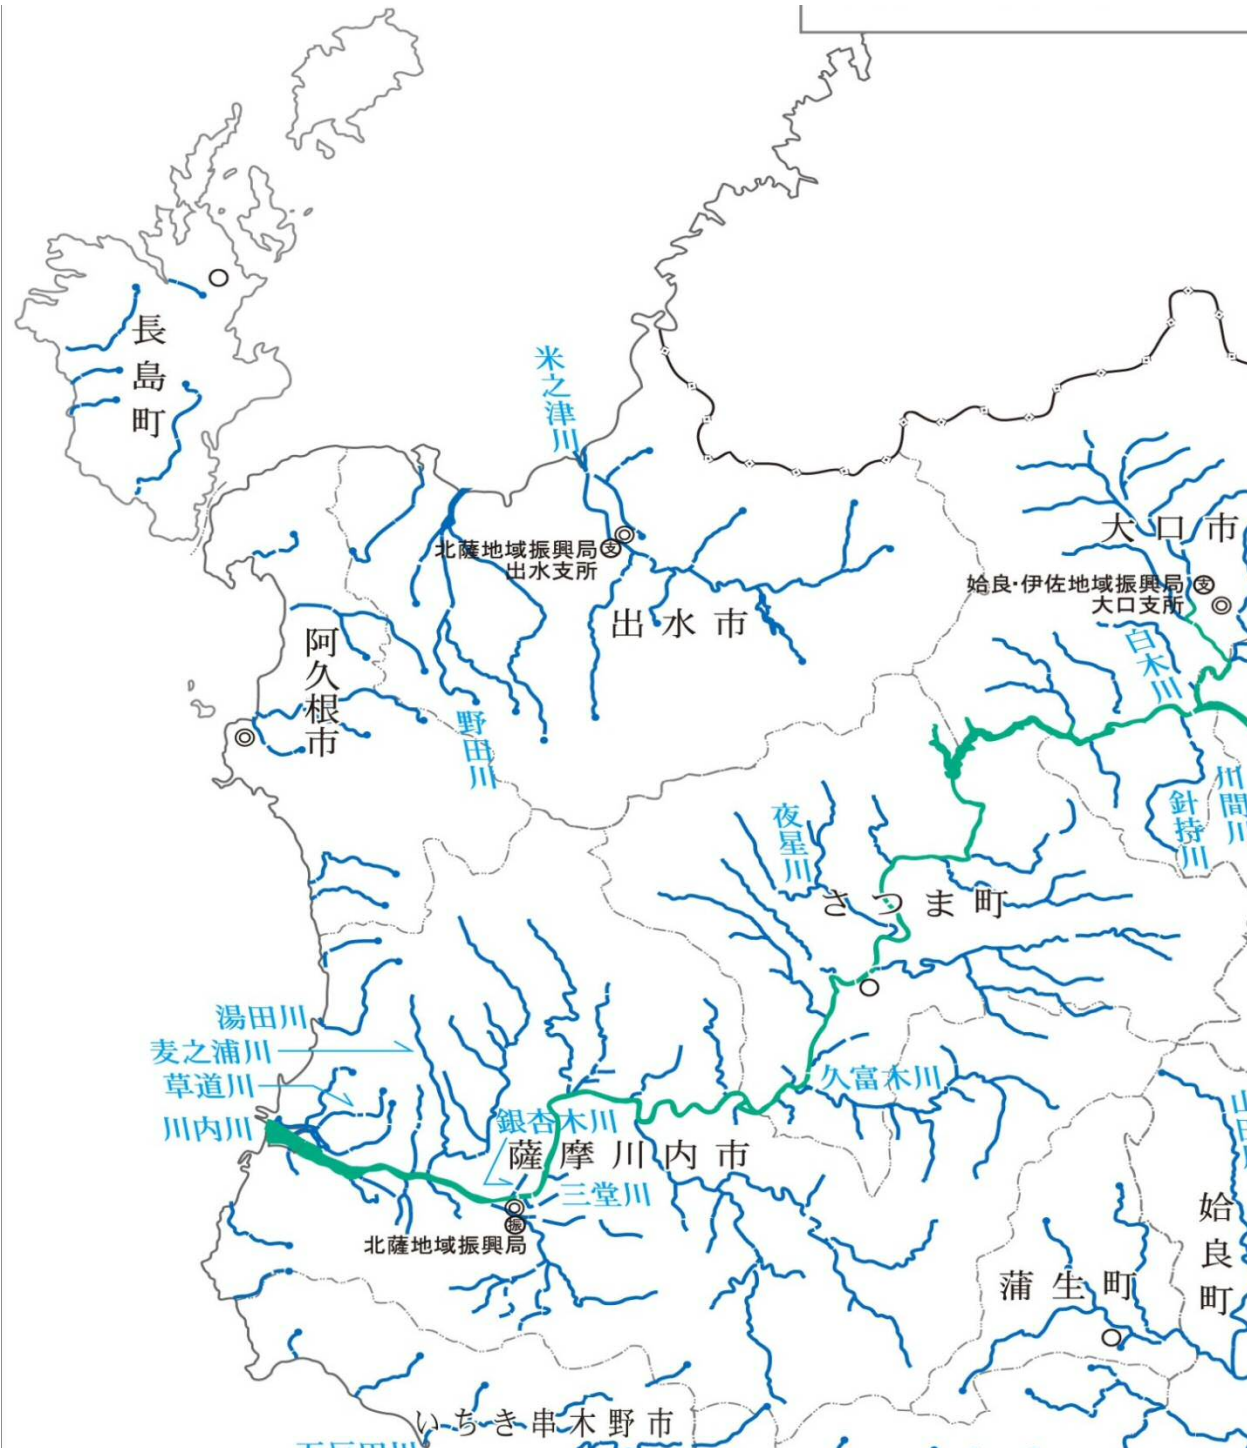 長島町
米之津川
大口市
北薩地域振興局
出水支所
支
姶良・伊佐地域振興局
支
大口支所
出水市
阿久根市
白木川
野田川
針持川
川間川
夜星川
さつま町
湯田川
麦之浦川
草道川
川内川
久富木川
銀杏木川
薩摩川内市
三堂川
振
北薩地域振興局
姶良町
蒲生町
いちき串木野市